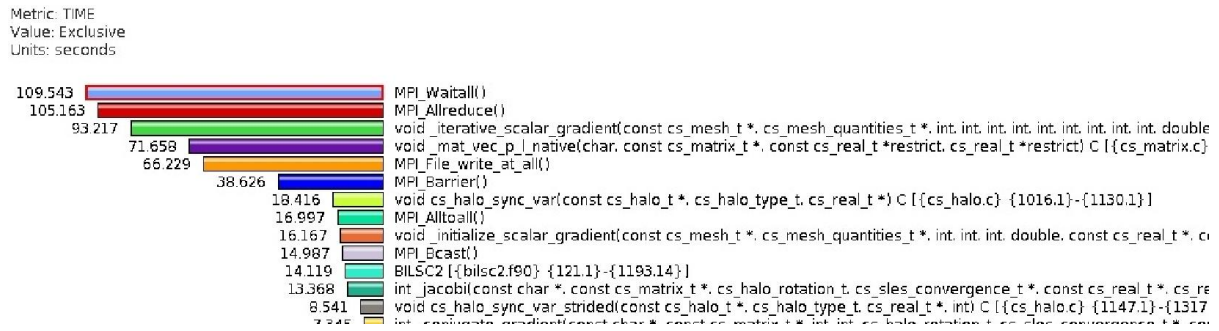 Metric: TIME
Value: Exclusive
Units: seconds
109.543 MPI_Waitall()
105.163 MPI_Allreduce()
93.217 void _iterative_scalar_gradient(const cs_mesh_t *, cs_mesh_quantities_t *, int, int, int, int, int, int, int, int, double
71.658 void _mat_vec_p_l_native(char, const cs_matrix_t *, const cs_real_t *restrict, cs_real_t *restrict) C [{cs_matrix.c}
66.229 MPI_File_write_at_all()
38.626 MPI_Barrier()
18.416 void cs_halo_sync_var(const cs_halo_t *, cs_halo_type_t, cs_real_t *) C [{cs_halo.c} {1016,1}-{1130,1}]
16.997 MPI_Alltoall()
16.167 void _initialize_scalar_gradient(const cs_mesh_t *, cs_mesh_quantities_t *, int, int, int, double, const cs_real_t *, c
14.987 MPI_Bcast()
14.119 BILSC2 [{bilsc2.f90} {121,1}-{1193,14}]
13.368 int _jacobi(const char *, const cs_matrix_t *, cs_halo_rotation_t, cs_sles_convergence_t *, const cs_real_t *, cs_re
8.541 void cs_halo_sync_var_strided(const cs_halo_t *, cs_halo_type_t, cs_real_t *, int) C [{cs_halo.c} {1147,1}-{1317